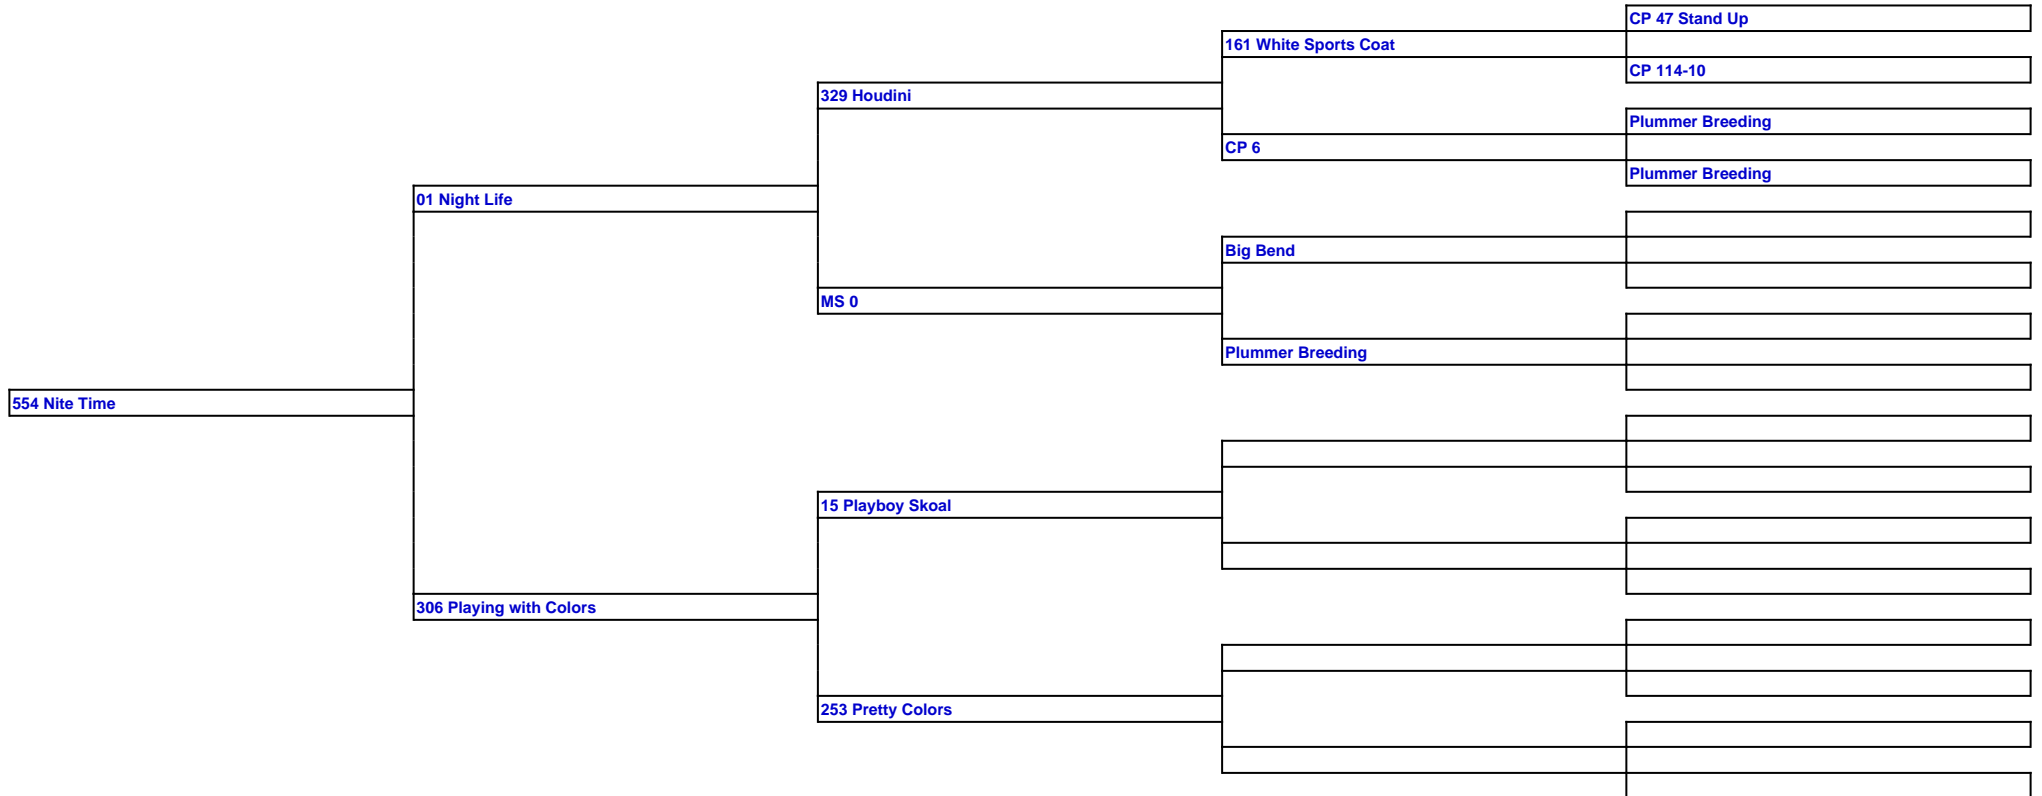 CP 47 Stand Up
161 White Sports Coat
CP 114-10
329 Houdini
Plummer Breeding
CP 6
Plummer Breeding
01 Night Life
Big Bend
MS 0
Plummer Breeding
554 Nite Time
15 Playboy Skoal
306 Playing with Colors
253 Pretty Colors